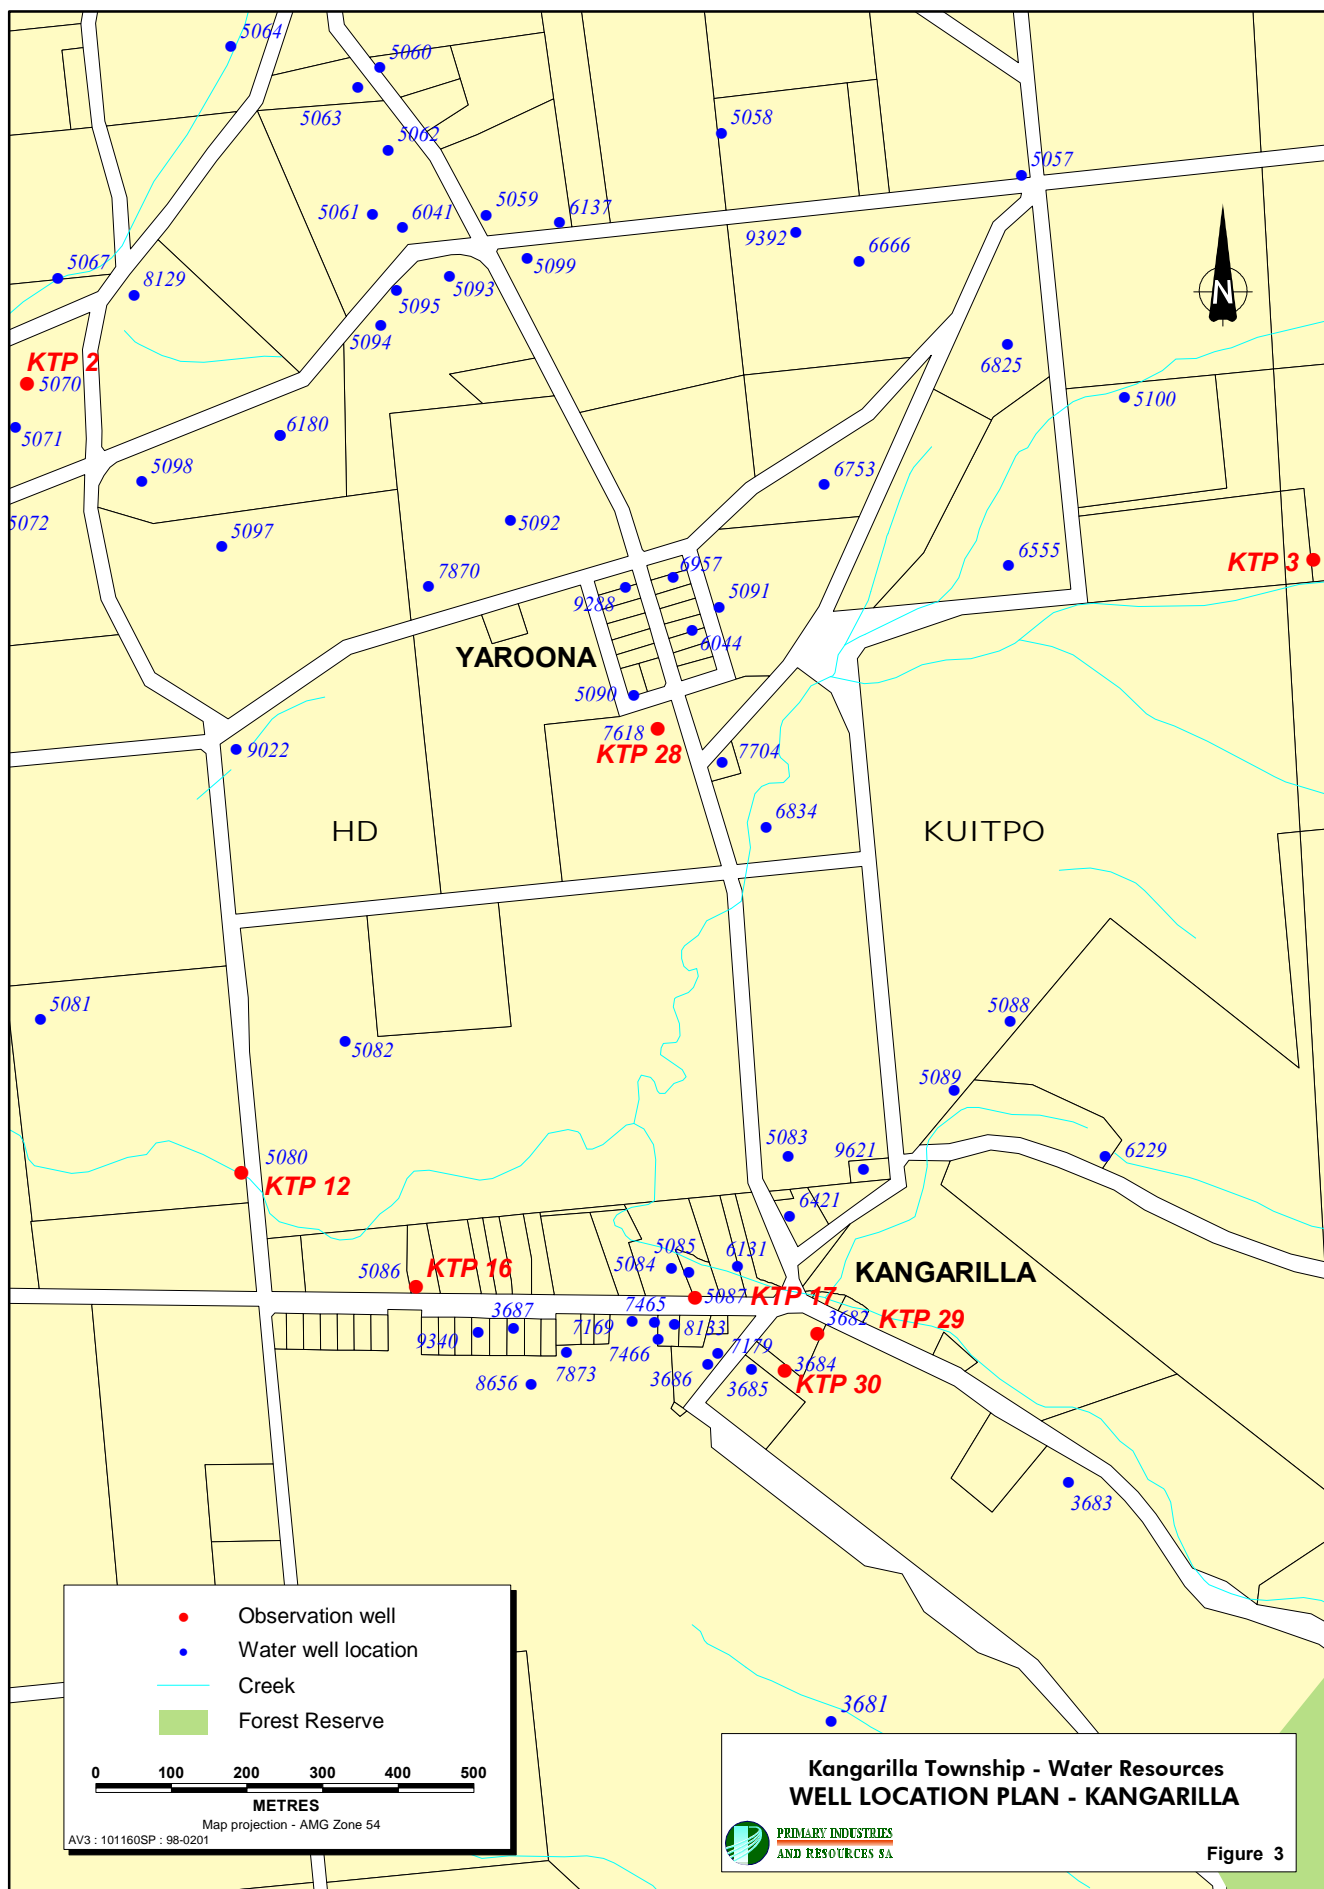 5064
5060
5063
5058
5062
5057
5061
6041
5059
6137
9392
6666
5067
8129
5099
5093
5095
5094
N
6825
KTP 2
5070
5100
5071
6180
5098
6753
5072
5092
5097
6555
KTP 3
7870
6957
9288
5091
6044
YAROONA
5090
7618
KTP 28
9022
7704
6834
HD
KUITPO
5081
5088
5082
5089
5083
9621
6229
5080
KTP 12
6421
5085
6131
5084
5086
KTP 16
KANGARILLA
5087
KTP 17
7465
3687
7169
8133
3682
KTP 29
9340
7466
7179
7873
3686
3685
3684
KTP 30
8656
3683
3681
Observation well
Water well location
Creek
Forest Reserve
0 100 200 300 400 500
METRES
Map projection - AMG Zone 54
AV3 : 101160SP : 98-0201
Kangarilla Township - Water Resources
WELL LOCATION PLAN - KANGARILLA
PRIMARY INDUSTRIES
AND RESOURCES SA
Figure 3